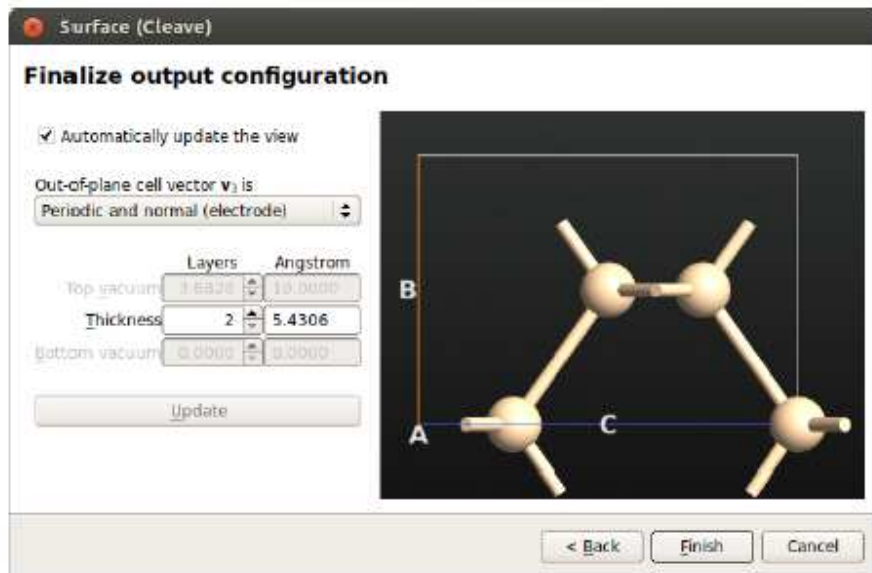 Surface (Cleave)
Finalize output configuration
Automatically update the view
Out-of-plane cell vector v₃ is
Periodic and normal (electrode)
Layers Angstrom
Top vacuum 10.0000
Thickness 2 5.4306
Bottom vacuum 0.0000 0.0000
Update
B
A
C
< Back Finish Cancel